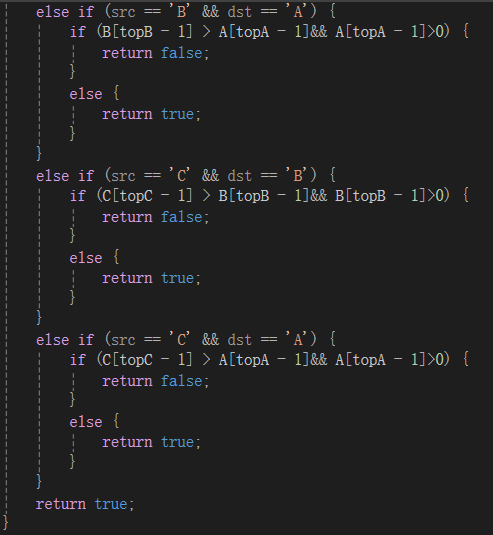 else if (src == 'B' && dst == 'A') {
if (B[topB - 1] > A[topA - 1]&& A[topA - 1]>0) {
return false;
}
else {
return true;
}
}
else if (src == 'C' && dst == 'B') {
if (C[topC - 1] > B[topB - 1]&& B[topB - 1]>0) {
return false;
}
else {
return true;
}
}
else if (src == 'C' && dst == 'A') {
if (C[topC - 1] > A[topA - 1]&& A[topA - 1]>0) {
return false;
}
else {
return true;
}
}
return true;
}